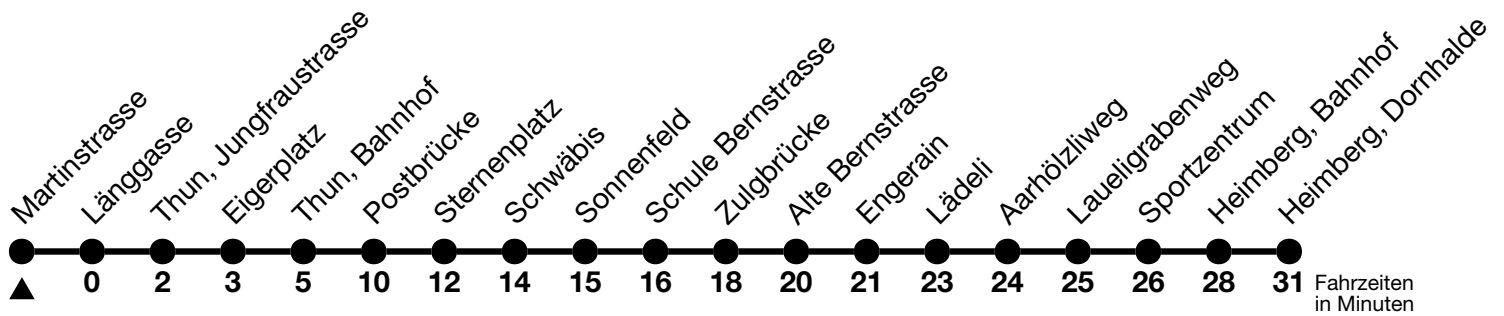 Martinstrasse
Länggasse
Thun, Jungfraustrasse
Eigerplatz
Thun, Bahnhof
Postbrücke
Sternenplatz
Schwäbis
Sonnenfeld
Schule Bernstrasse
Zulgbrücke
Alte Bernstrasse
Engerain
Lädeli
Aarhölzliweg
Laueligrabenweg
Sportzentrum
Heimberg, Bahnhof
Heimberg, Dornhalde
0 2 3 5 10 12 14 15 16 18 20 21 23 24 25 26 28 31
Fahrzeiten
in Minuten